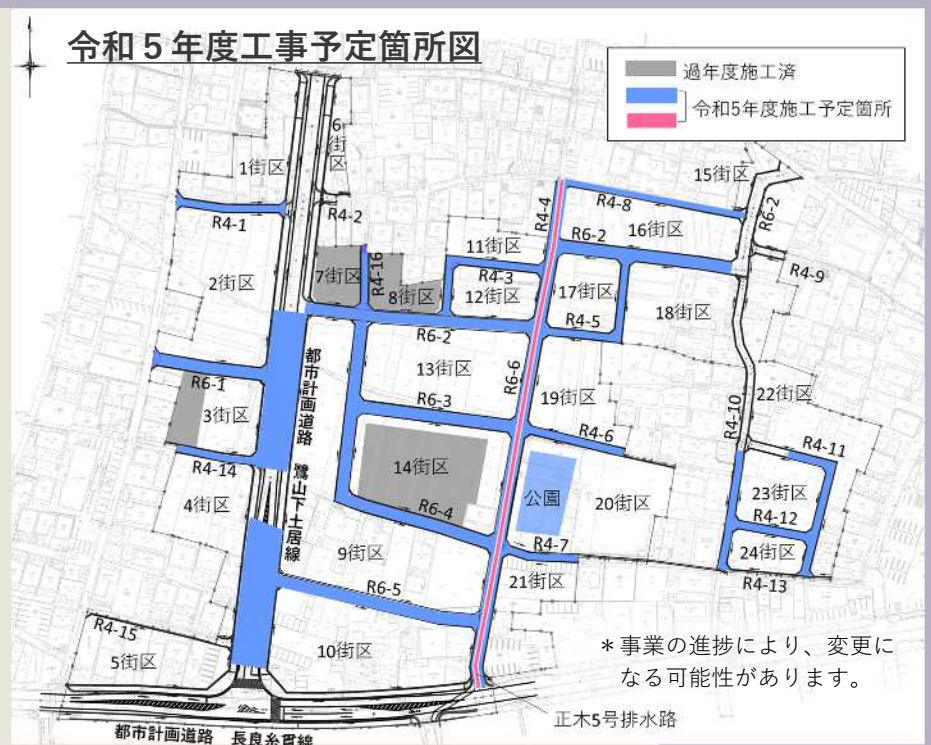 令和５年度工事予定箇所図
過年度施工済
令和5年度施工予定箇所
1街区
6街区
15街区
R4-1
R4-2
R4-4
R4-8
R6-2
16街区
R6-2
11街区
R4-3
12街区
17街区
R4-5
R4-9
2街区
7街区
R4-16
8街区
18街区
R6-2
13街区
R6-3
R6-6
19街区
R4-6
R4-10
22街区
R4-11
R6-1
3街区
都市計画道路　鷺山下土居線
R4-14
4街区
14街区
R6-4
公園
20街区
R4-7
23街区
R4-12
24街区
R4-13
9街区
R6-5
21街区
R4-15
5街区
10街区
＊事業の進捗により、変更に
なる可能性があります。
正木5号排水路
都市計画道路　長良糸貫線